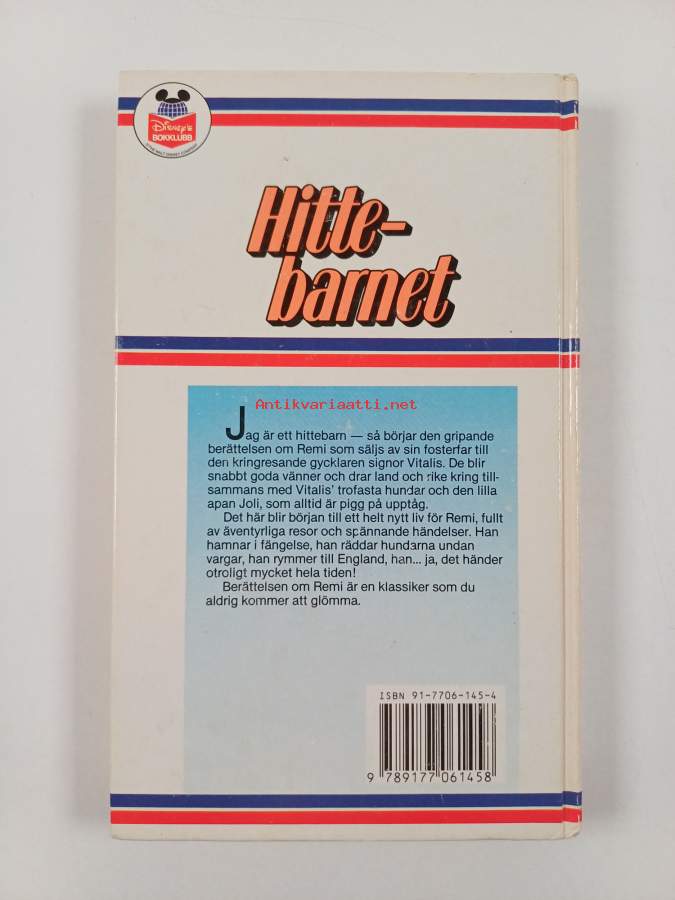 Disney's
BOKKLUBB
© THE WALT DISNEY COMPANY
Hitte-
barnet
Antikvariaatti.net
Jag är ett hittebarn — så börjar den gripande
berättelsen om Remi som säljs av sin fosterfar till
den kringresande gycklaren signor Vitalis. De blir
snabbt goda vänner och drar land och rike kring till-
sammans med Vitalis' trofasta hundar och den lilla
apan Joli, som alltid är pigg på upptåg.
Det här blir början till ett helt nytt liv för Remi, fullt
av äventyrliga resor och spännande händelser. Han
hamnar i fängelse, han räddar hundarna undan
vargar, han rymmer till England, han... ja, det händer
otroligt mycket hela tiden!
Berättelsen om Remi är en klassiker som du
aldrig kommer att glömma.
ISBN 91-7706-145-4
9 789177 061458